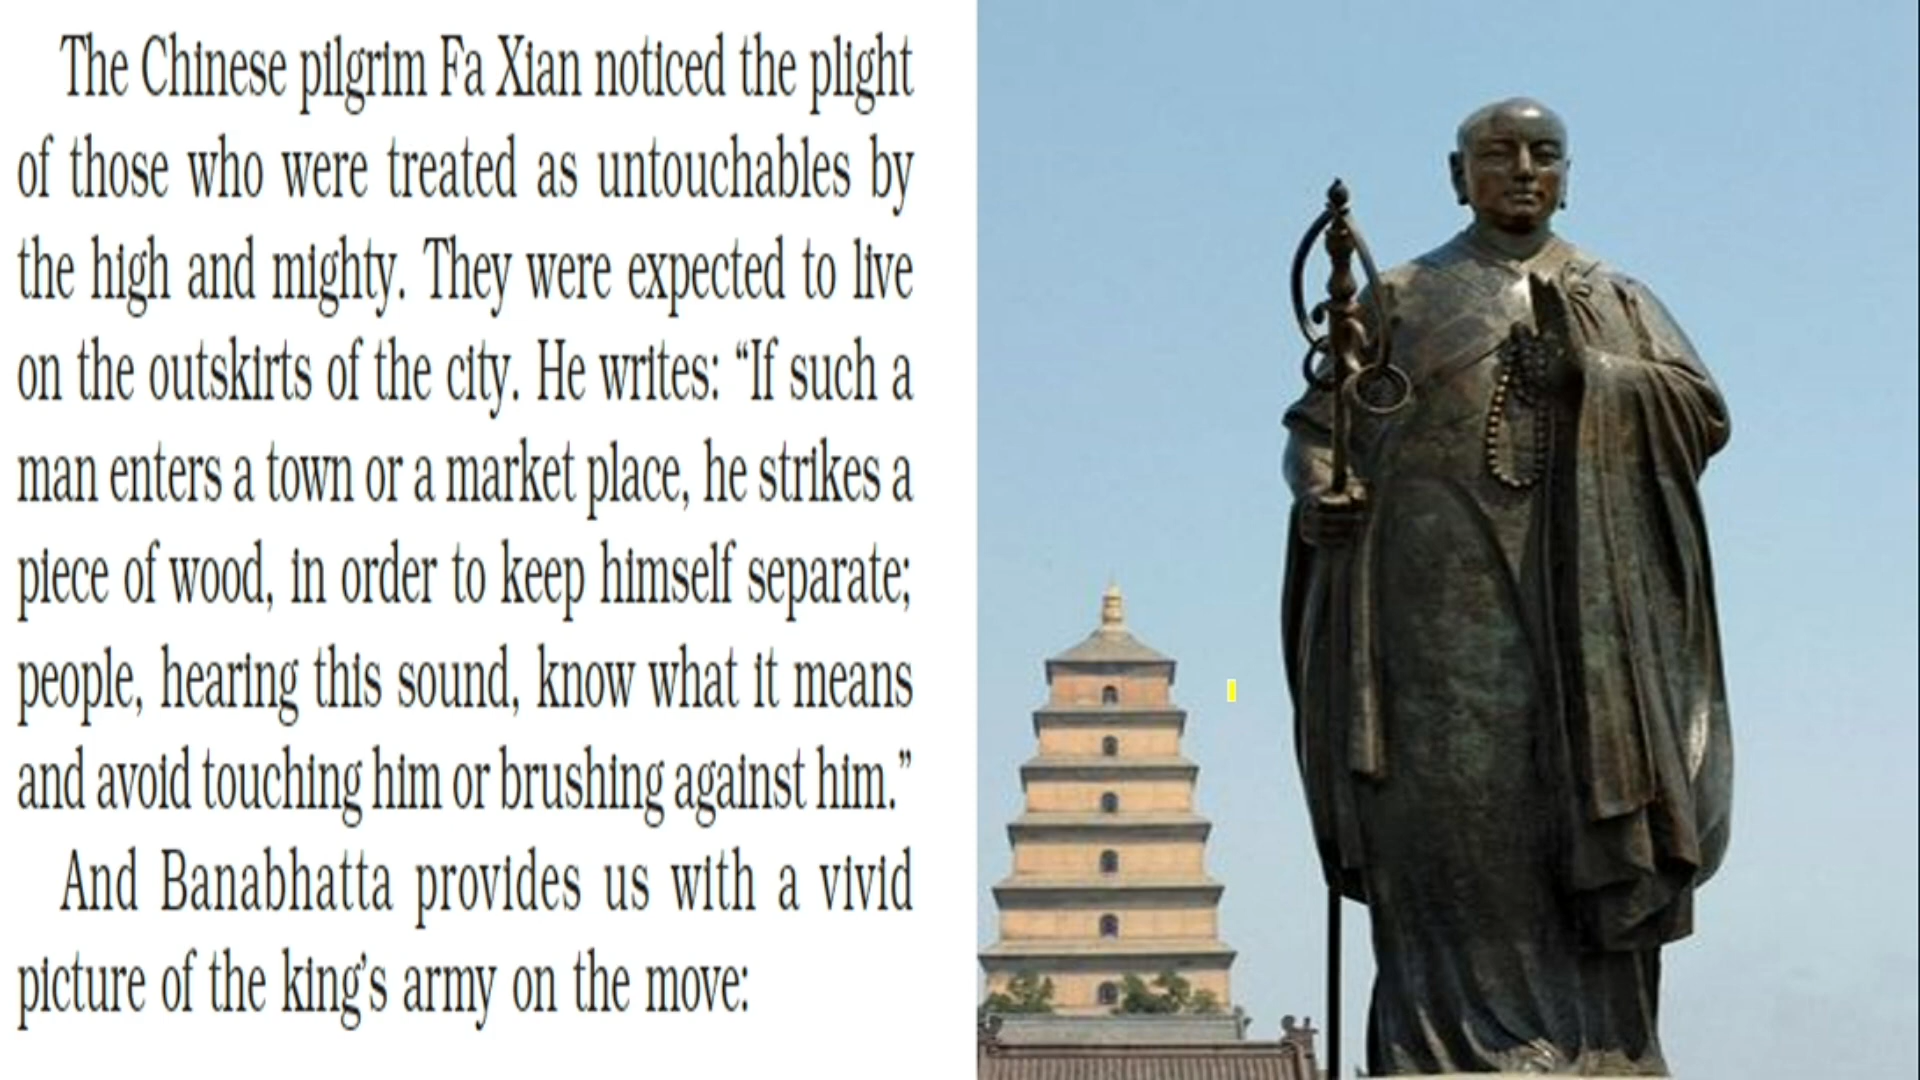 The Chinese pilgrim Fa Xian noticed the plight
of those who were treated as untouchables by
the high and mighty. They were expected to live
on the outskirts of the city. He writes: “If such a
man enters a town or a market place, he strikes a
piece of wood, in order to keep himself separate;
people, hearing this sound, know what it means
and avoid touching him or brushing against him.”
And Banabhatta provides us with a vivid
picture of the king’s army on the move: